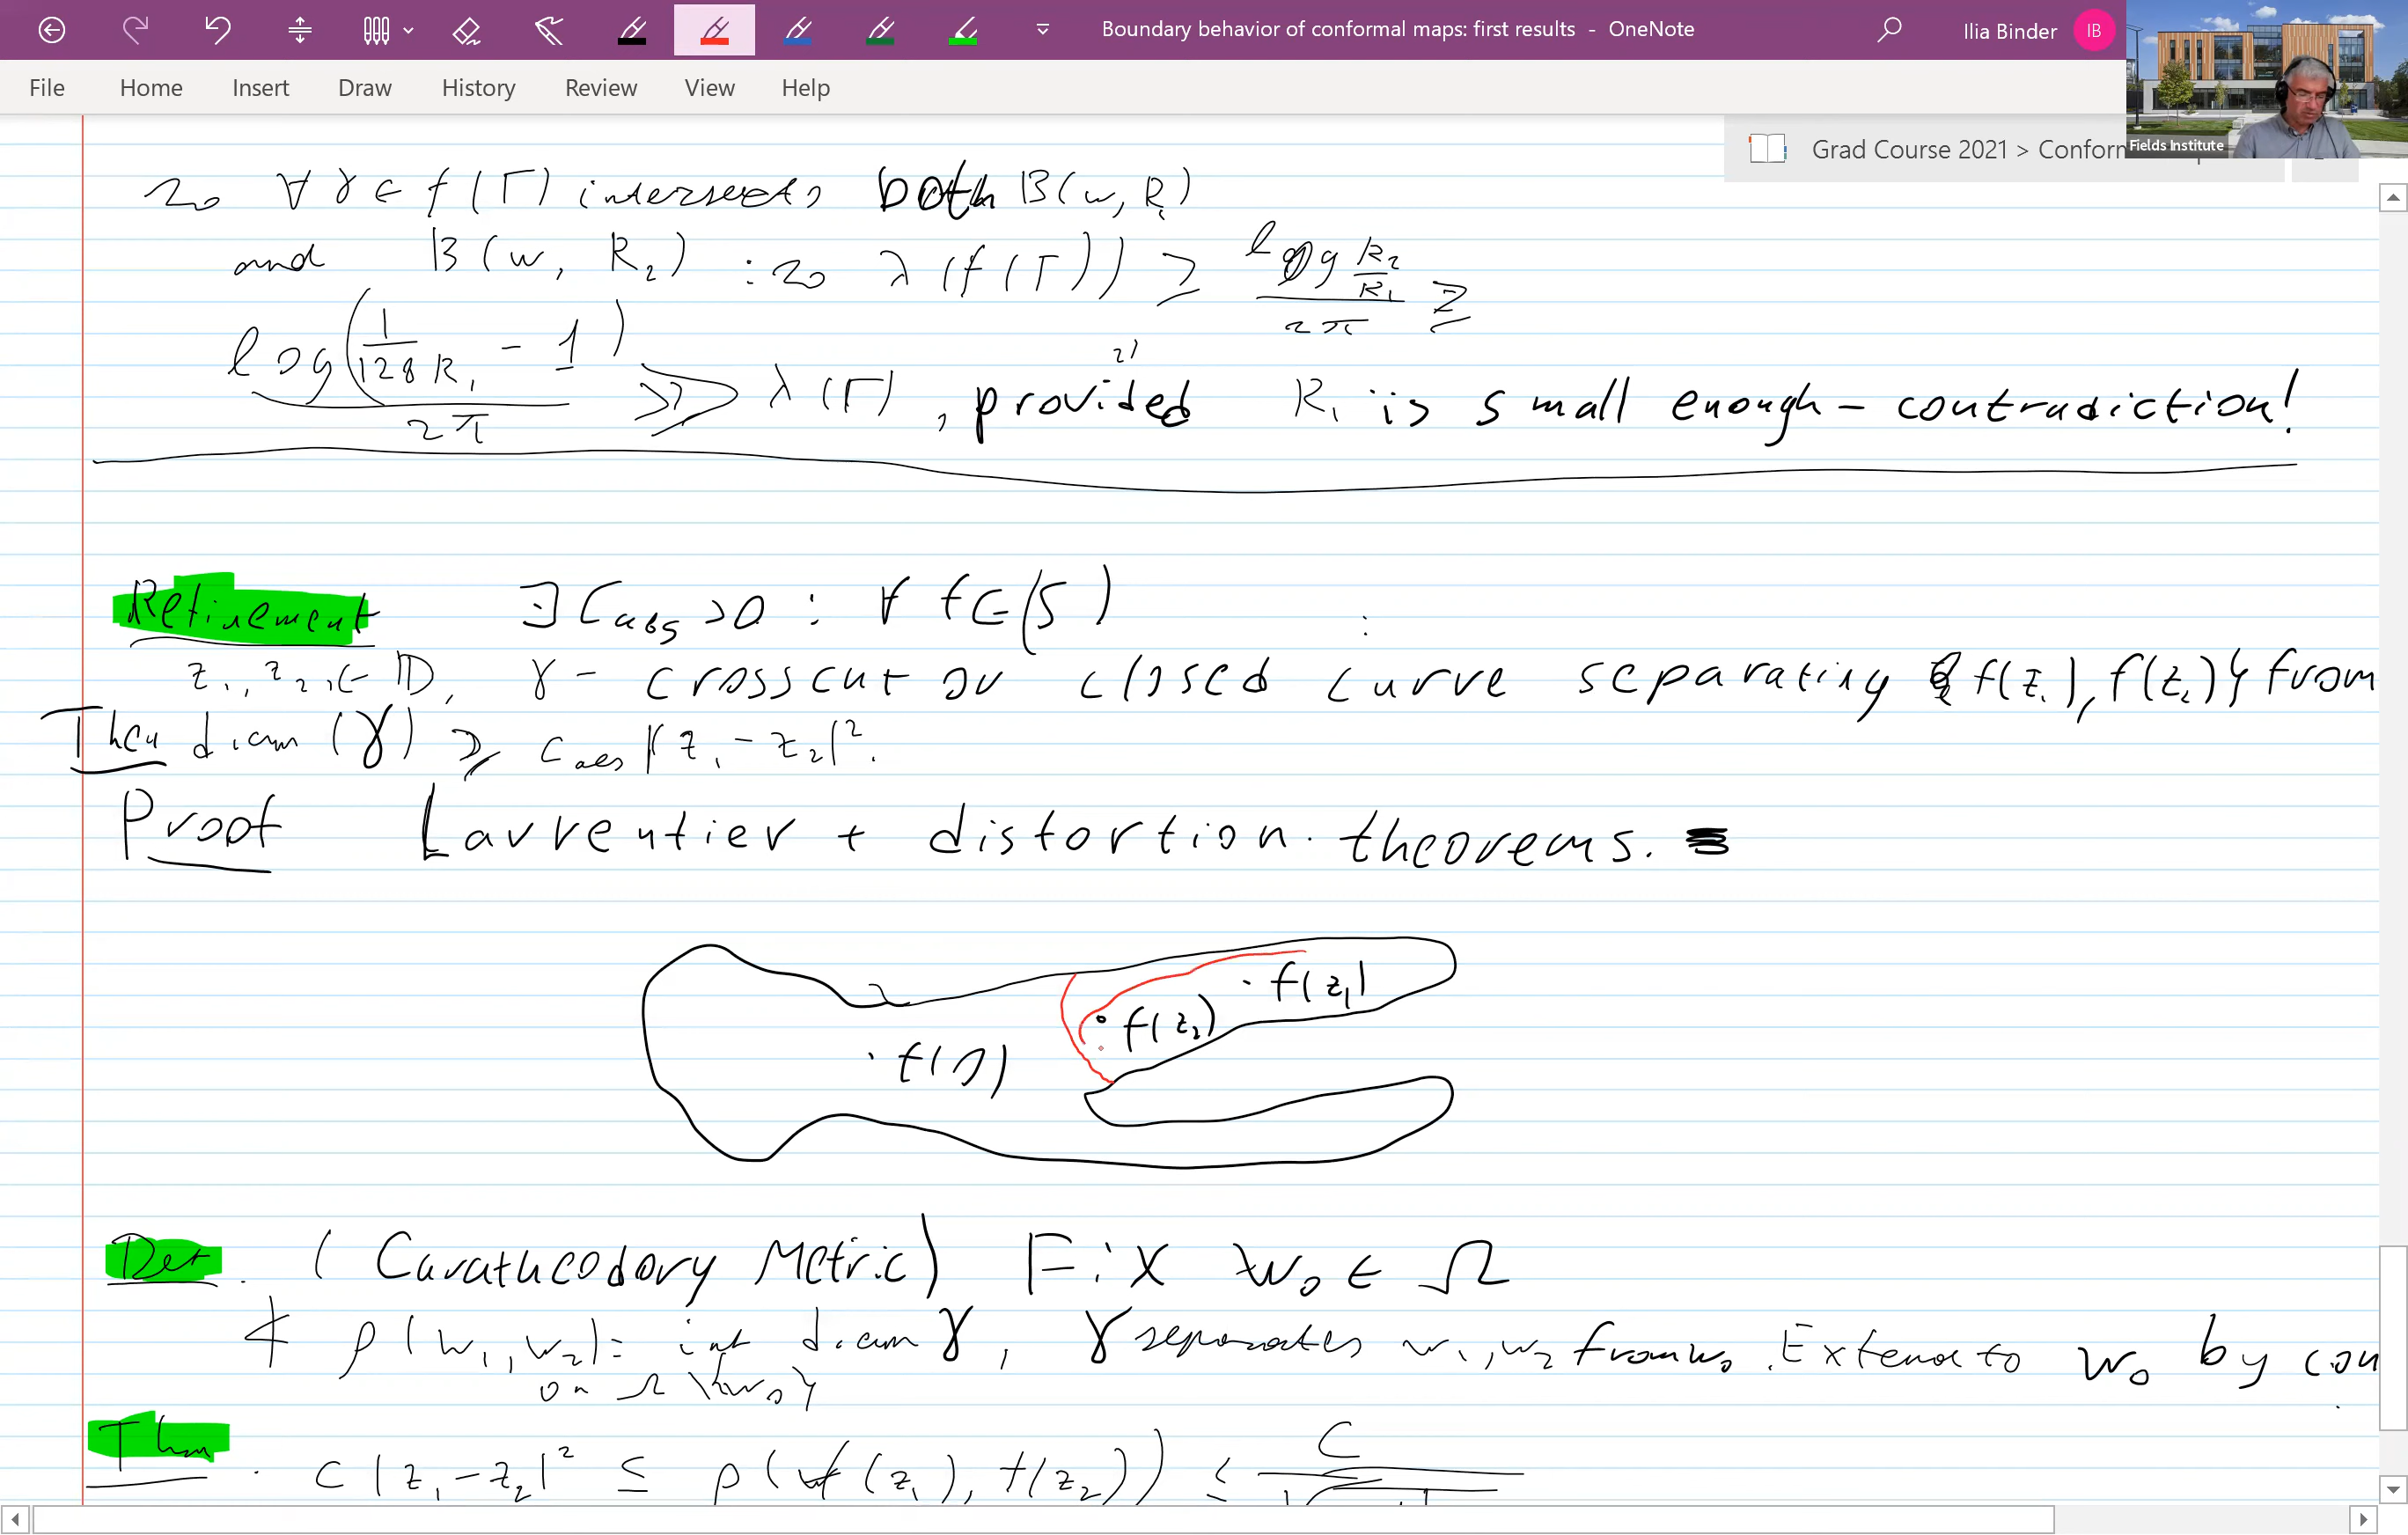 Boundary behavior of conformal maps: first results - OneNote
Ilia Binder
IB
File Home Insert Draw History Review View Help
Fields Institute
Grad Course 2021 > Conform
So ∀ γ ∈ f(Γ) intersects both B(w, R₁)
and B(w, R₂) : so λ(f(Γ)) ≥ log R₂/R₁ / 2π ≥
log(1/128R₁ - 1) / 2π ≫ λ(Γ), provided R₁ is small enough – contradiction!
Refinement ∃ C_abs > 0 : ∀ f ∈ (S) :
z₁, z₂ ∈ 𝔻, γ - crosscut or closed curve separating {f(z₁), f(z₂)} from
Then diam(γ) ≥ C_abs |z₁ - z₂|².
Proof Lavrentiev + distortion theorems.
f(z₁)
f(z₂)
f(0)
Def. (Caratheodory Metric) Fix w₀ ∈ Ω
ρ(w₁, w₂) = inf diam γ, γ separates w₁, w₂ from w₀. Extend to w₀ by con
on Ω \ {w₀}
Thm. c|z₁ - z₂|² ≤ ρ(f(z₁), f(z₂)) ≤ C